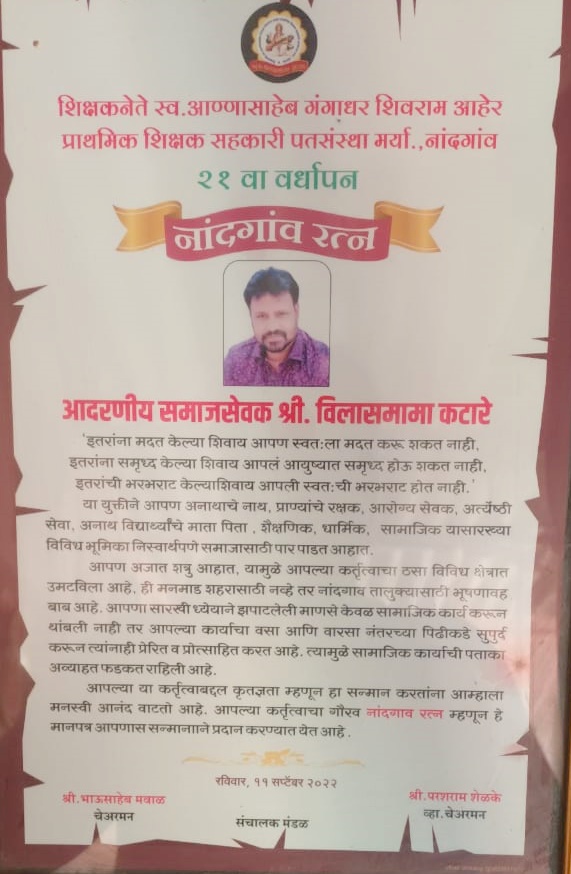 शिक्षकनेते स्व.आण्णासाहेब गंगाधर शिवराम आहेर
प्राथमिक शिक्षक सहकारी पतसंस्था मर्या.,नांदगांव
२१ वा वर्धापन
नांदगांव रत्न
आदरणीय समाजसेवक श्री. विलासमामा कटारे
'इतरांना मदत केल्या शिवाय आपण स्वत:ला मदत करू शकत नाही,
इतरांना समृध्द केल्या शिवाय आपलं आयुष्यात समृध्द होऊ शकत नाही,
इतरांची भरभराट केल्याशिवाय आपली स्वत:ची भरभराट होत नाही.'
या युक्तीने आपण अनाथाचे नाथ, प्राण्यांचे रक्षक, आरोग्य सेवक, अर्त्येष्ठी
सेवा, अनाथ विद्यार्थ्यांचे माता पिता , शैक्षणिक, धार्मिक, सामाजिक यासारख्या
विविध भूमिका निस्वार्थपणे समाजासाठी पार पाडत आहात.
आपण अजात शत्रु आहात, यामुळे आपल्या कर्तृत्वाचा ठसा विविध क्षेत्रात
उमटविला आहे. ही मनमाड शहरासाठी नव्हे तर नांदगाव तालुक्यासाठी भूषणावह
बाब आहे. आपणा सारखी ध्येयाने झपाटलेली माणसे केवळ सामाजिक कार्य करून
थांबली नाही तर आपल्या कार्याचा वसा आणि वारसा नंतरच्या पिढीकडे सुपुर्द
करून त्यांनाही प्रेरित व प्रोत्साहित करत आहे. त्यामुळे सामाजिक कार्याची पताका
अव्याहत फडकत राहिली आहे.
आपल्या या कर्तृत्वाबद्दल कृतज्ञता म्हणून हा सन्मान करतांना आम्हाला
मनस्वी आनंद वाटतो आहे. आपल्या कर्तृत्वाचा गौरव नांदगाव रत्न म्हणून हे
मानपत्र आपणास सन्मानाने प्रदान करण्यात येत आहे .
रविवार, ११ सप्टेंबर २०२२
श्री.भाऊसाहेब मवाळ
चेअरमन
संचालक मंडळ
श्री.परशराम शेळके
व्हा.चेअरमन